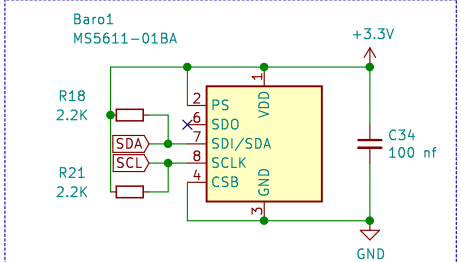 Baro1
MS5611-01BA
+3.3V
1
R18
2.2K
2
PS
VDD
6
SDO
SDA
7
SDI/SDA
C34
100 nf
SCL
8
SCLK
R21
2.2K
4
CSB
GND
3
GND